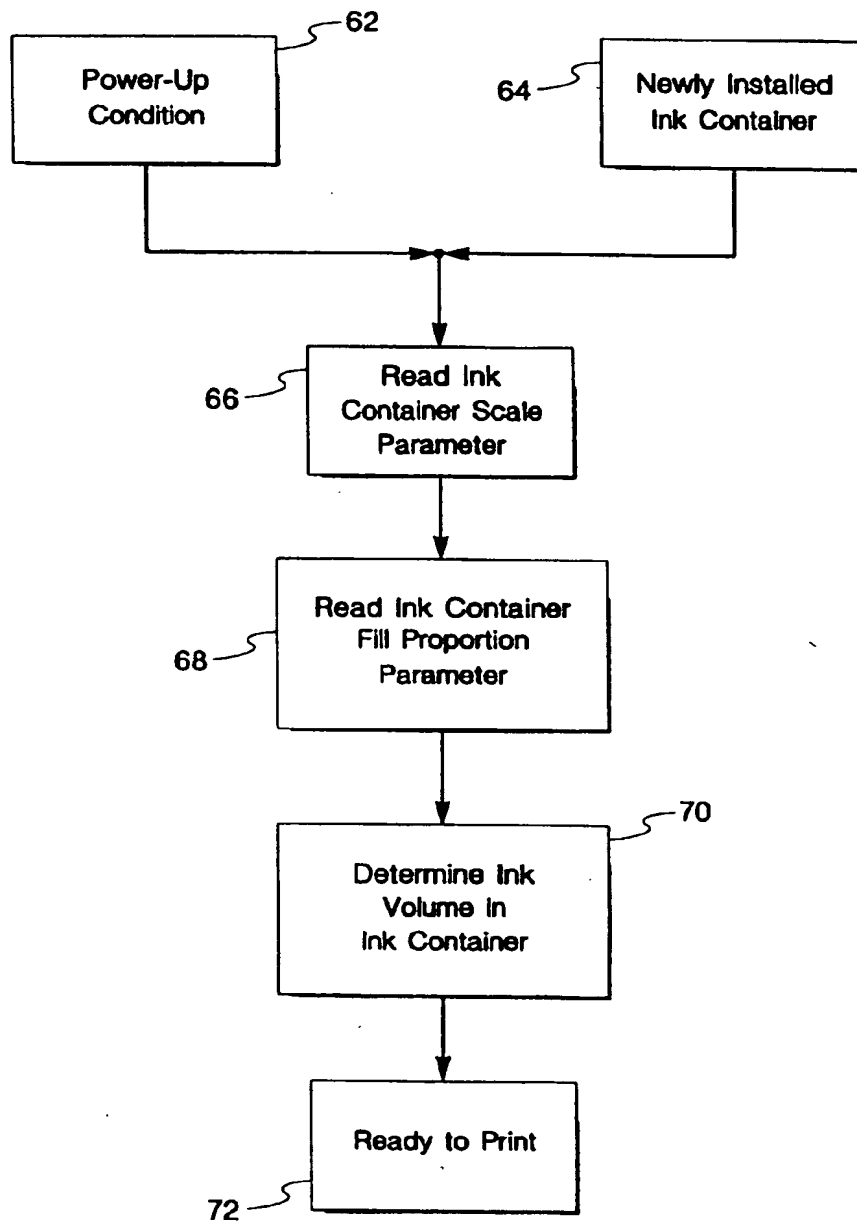 62
Power-Up
Condition
64
Newly Installed
Ink Container
66
Read Ink
Container Scale
Parameter
68
Read Ink Container
Fill Proportion
Parameter
70
Determine Ink
Volume in
Ink Container
Ready to Print
72